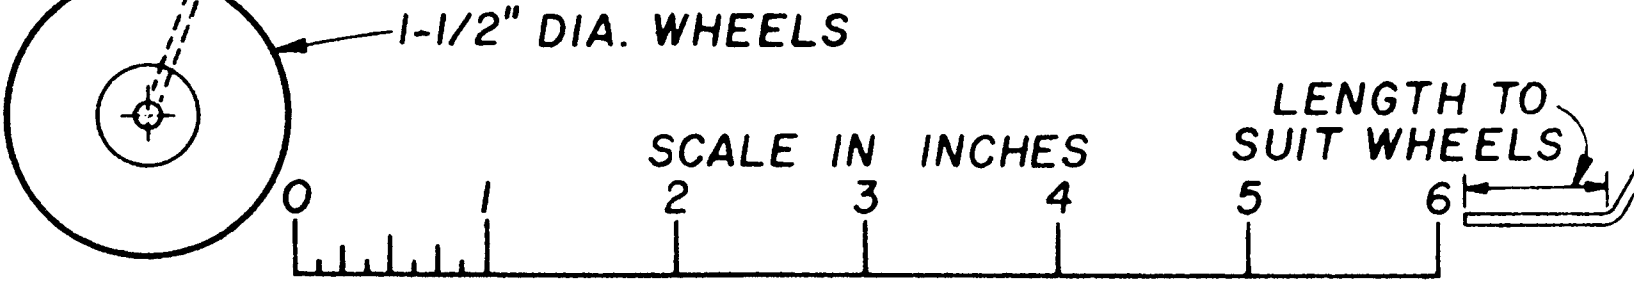 1-1/2" DIA. WHEELS
LENGTH TO
SUIT WHEELS
SCALE IN INCHES
0 1 2 3 4 5 6